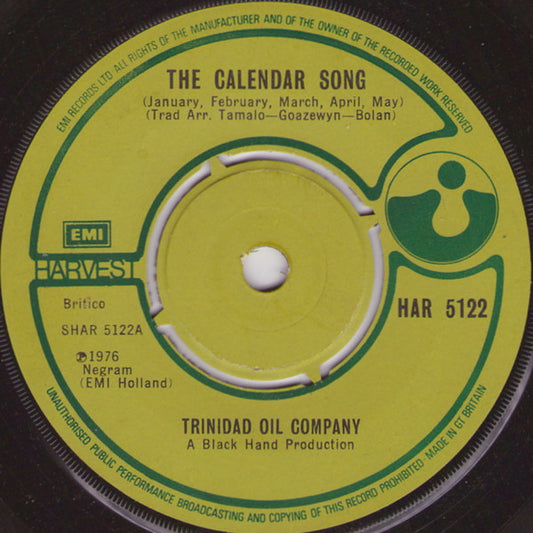 EMI RECORDS LTD ALL RIGHTS OF THE MANUFACTURER AND OF THE OWNER OF THE RECORDED WORK RESERVED
THE CALENDAR SONG
(January, February, March, April, May)
(Trad Arr. Tamalo—Goazewyn—Bolan)
EMI
HARVEST
Britico
SHAR 5122A
℗1976
Negram
(EMI Holland)
HAR 5122
TRINIDAD OIL COMPANY
A Black Hand Production
UNAUTHORISED PUBLIC PERFORMANCE BROADCASTING AND COPYING OF THIS RECORD PROHIBITED · MADE IN GT BRITAIN